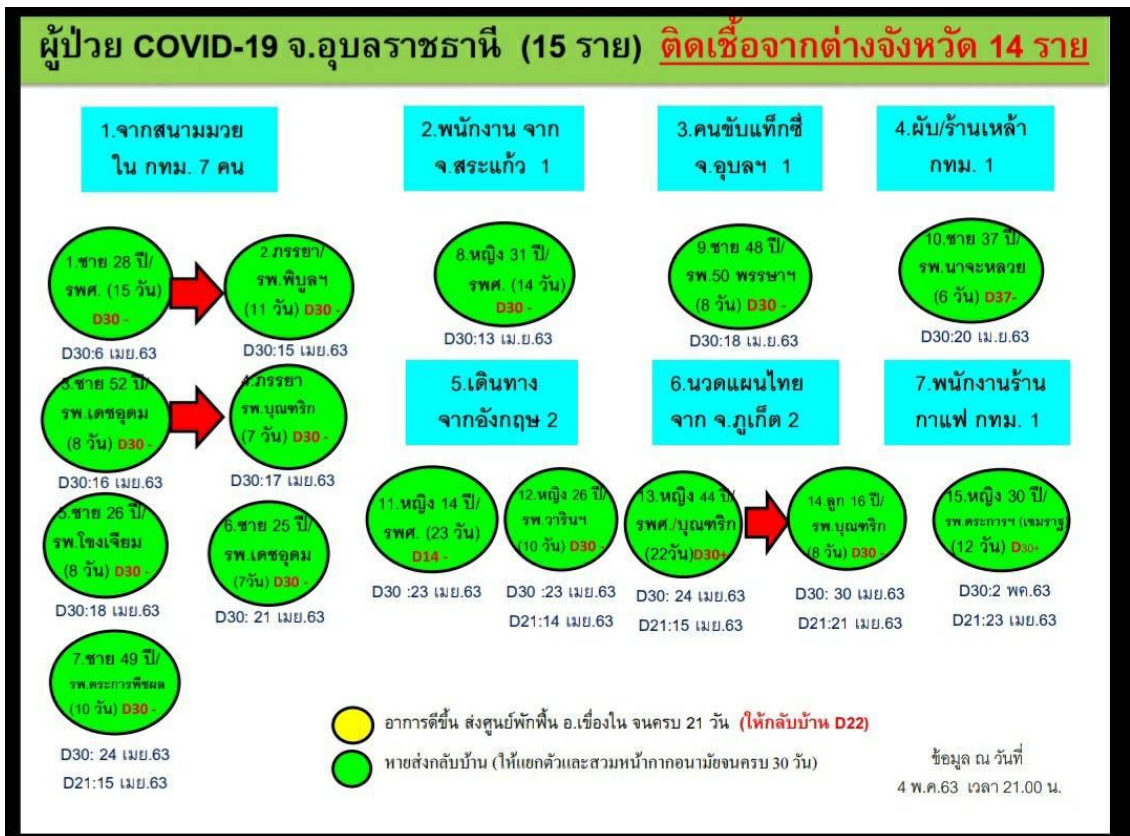 ผู้ป่วย COVID-19 จ.อุบลราชธานี (15 ราย) ติดเชื้อจากต่างจังหวัด 14 ราย
1.จากสนามมวย
ใน กทม. 7 คน
2.พนักงาน จาก
จ.สระแก้ว 1
3.คนขับแท็กซี่
จ.อุบลฯ 1
4.ผับ/ร้านเหล้า
กทม. 1
1.ชาย 28 ปี/
รพศ. (15 วัน)
D30 -
D30:6 เมย.63
2.ภรรยา/
รพ.พิบูลฯ
(11 วัน) D30 -
D30:15 เมย.63
8.หญิง 31 ปี/
รพศ. (14 วัน)
D30 -
D30:13 เม.ย.63
9.ชาย 48 ปี/
รพ.50 พรรษาฯ
(8 วัน) D30 -
D30:18 เม.ย.63
10.ชาย 37 ปี/
รพ.นาจะหลวย
(6 วัน) D37-
D30:20 เม.ย.63
3.ชาย 52 ปี/
รพ.เดชอุดม
(8 วัน) D30 -
D30:16 เมย.63
4.ภรรยา
รพ.บุณฑริก
(7 วัน) D30 -
D30:17 เมย.63
5.เดินทาง
จากอังกฤษ 2
6.นวดแผนไทย
จาก จ.ภูเก็ต 2
7.พนักงานร้าน
กาแฟ กทม. 1
5.ชาย 26 ปี/
รพ.โขงเจียม
(8 วัน) D30 -
D30:18 เมย.63
6.ชาย 25 ปี/
รพ.เดชอุดม
(7วัน) D30 -
D30: 21 เมย.63
11.หญิง 14 ปี/
รพศ. (23 วัน)
D14 -
D30 :23 เมย.63
12.หญิง 26 ปี/
รพ.วารินฯ
(10 วัน) D30 -
D30 :23 เมย.63
D21:14 เมย.63
13.หญิง 44 ปี/
รพศ./บุณฑริก
(22วัน)D30+
D30: 24 เมย.63
D21:15 เมย.63
14.ลูก 16 ปี/
รพ.บุณฑริก
(8 วัน) D30 -
D30: 30 เมย.63
D21:21 เมย.63
15.หญิง 30 ปี/
รพ.ตระการฯ (เขมราฐ)
(12 วัน) D30+
D30:2 พค.63
D21:23 เมย.63
7.ชาย 49 ปี/
รพ.ตระการพืชผล
(10 วัน) D30 -
D30: 24 เมย.63
D21:15 เมย.63
อาการดีขึ้น ส่งศูนย์พักฟื้น อ.เขื่องใน จนครบ 21 วัน (ให้กลับบ้าน D22)
หายส่งกลับบ้าน (ให้แยกตัวและสวมหน้ากากอนามัยจนครบ 30 วัน)
ข้อมูล ณ วันที่
4 พ.ค.63 เวลา 21.00 น.